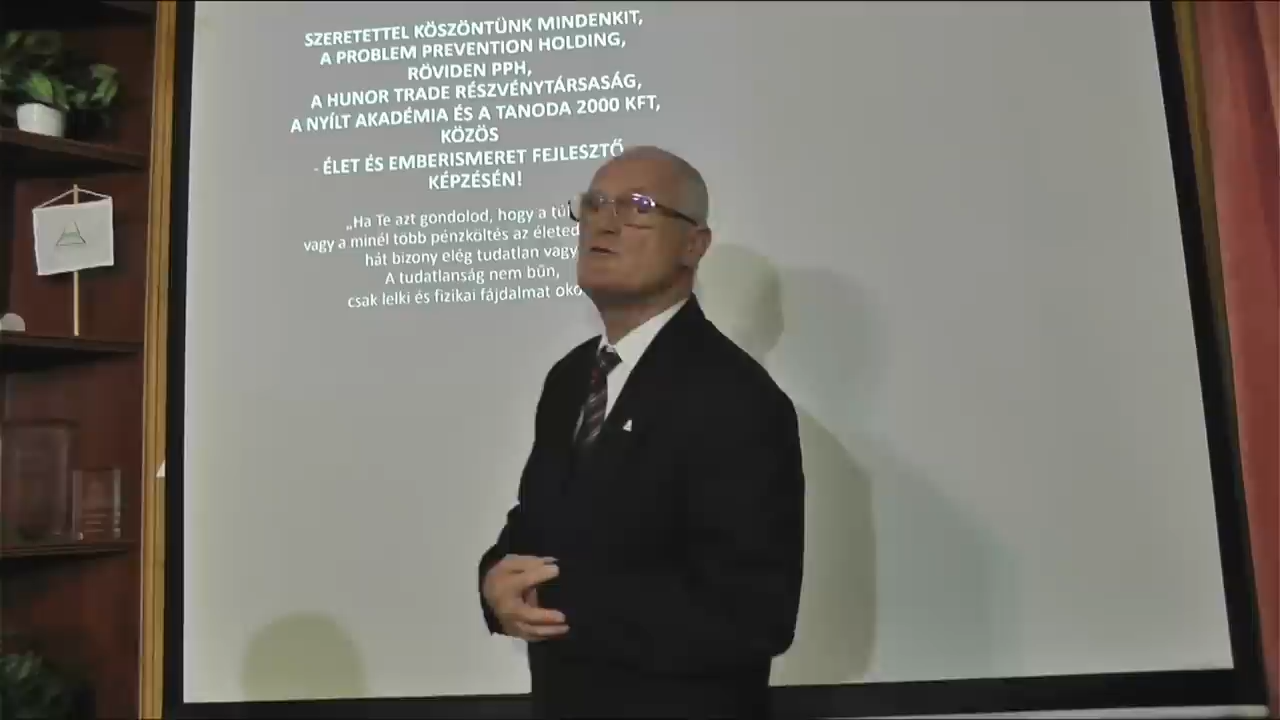 SZERETETTEL KÖSZÖNTÜNK MINDENKIT,
A PROBLEM PREVENTION HOLDING,
RÖVIDEN PPH,
A HUNOR TRADE RÉSZVÉNYTÁRSASÁG,
A NYÍLT AKADÉMIA ÉS A TANODA 2000 KFT,
KÖZÖS
- ÉLET ÉS EMBERISMERET FEJLESZTŐ
KÉPZÉSÉN!
„Ha Te azt gondolod, hogy a
vagy a minél több pénzköltés az életed
hát bizony elég tudatlan vagy
A tudatlanság nem bűn,
csak lelki és fizikai fájdalmat